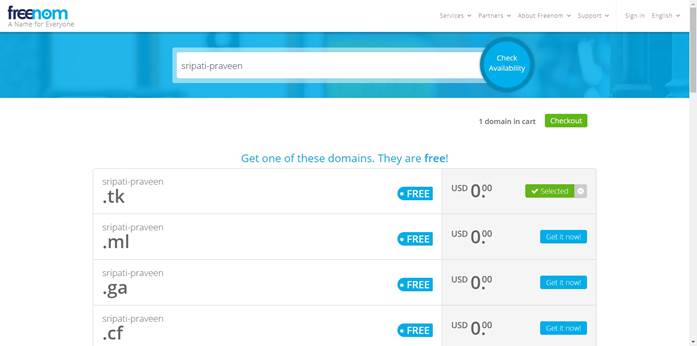 freenom
A Name for Everyone
Services Partners About Freenom Support Sign in English
sripati-praveen
Check
Availability
1 domain in cart Checkout
Get one of these domains. They are free!
sripati-praveen
.tk
FREE
USD 0.00
Selected
sripati-praveen
.ml
FREE
USD 0.00
Get it now!
sripati-praveen
.ga
FREE
USD 0.00
Get it now!
sripati-praveen
.cf
FREE
USD 0.00
Get it now!